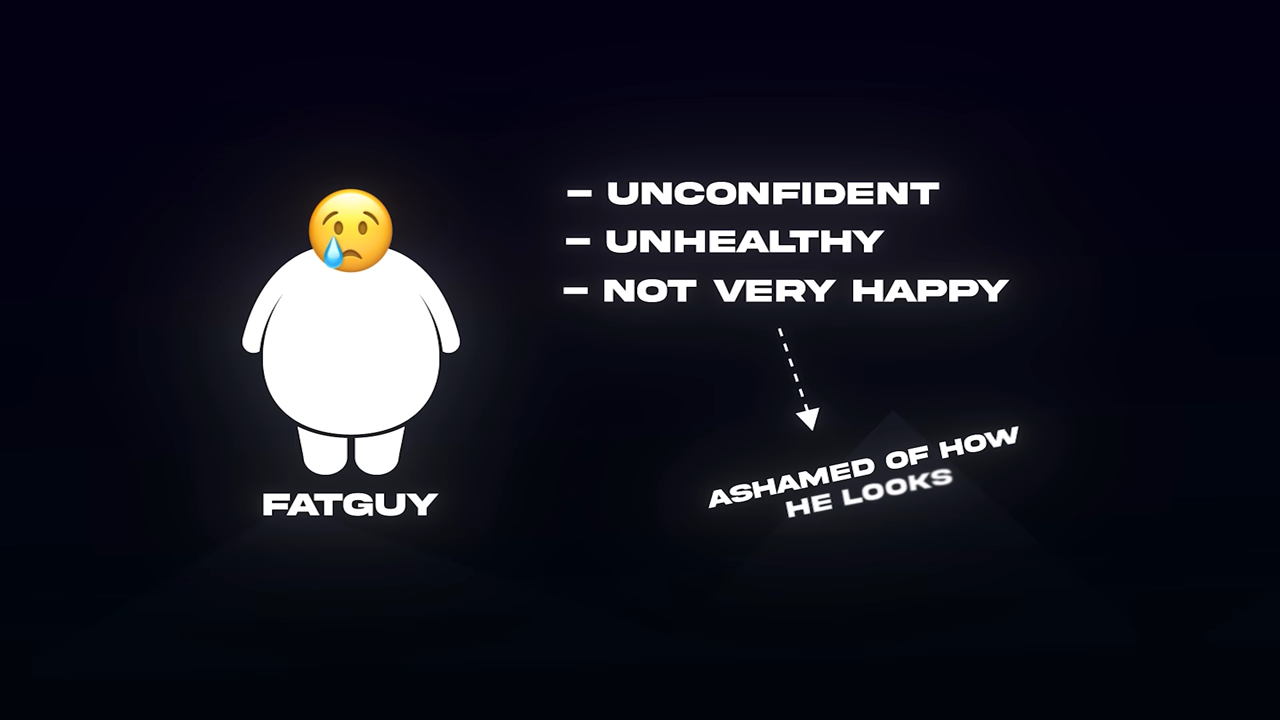 – UNCONFIDENT
– UNHEALTHY
– NOT VERY HAPPY
ASHAMED OF HOW
HE LOOKS
FATGUY